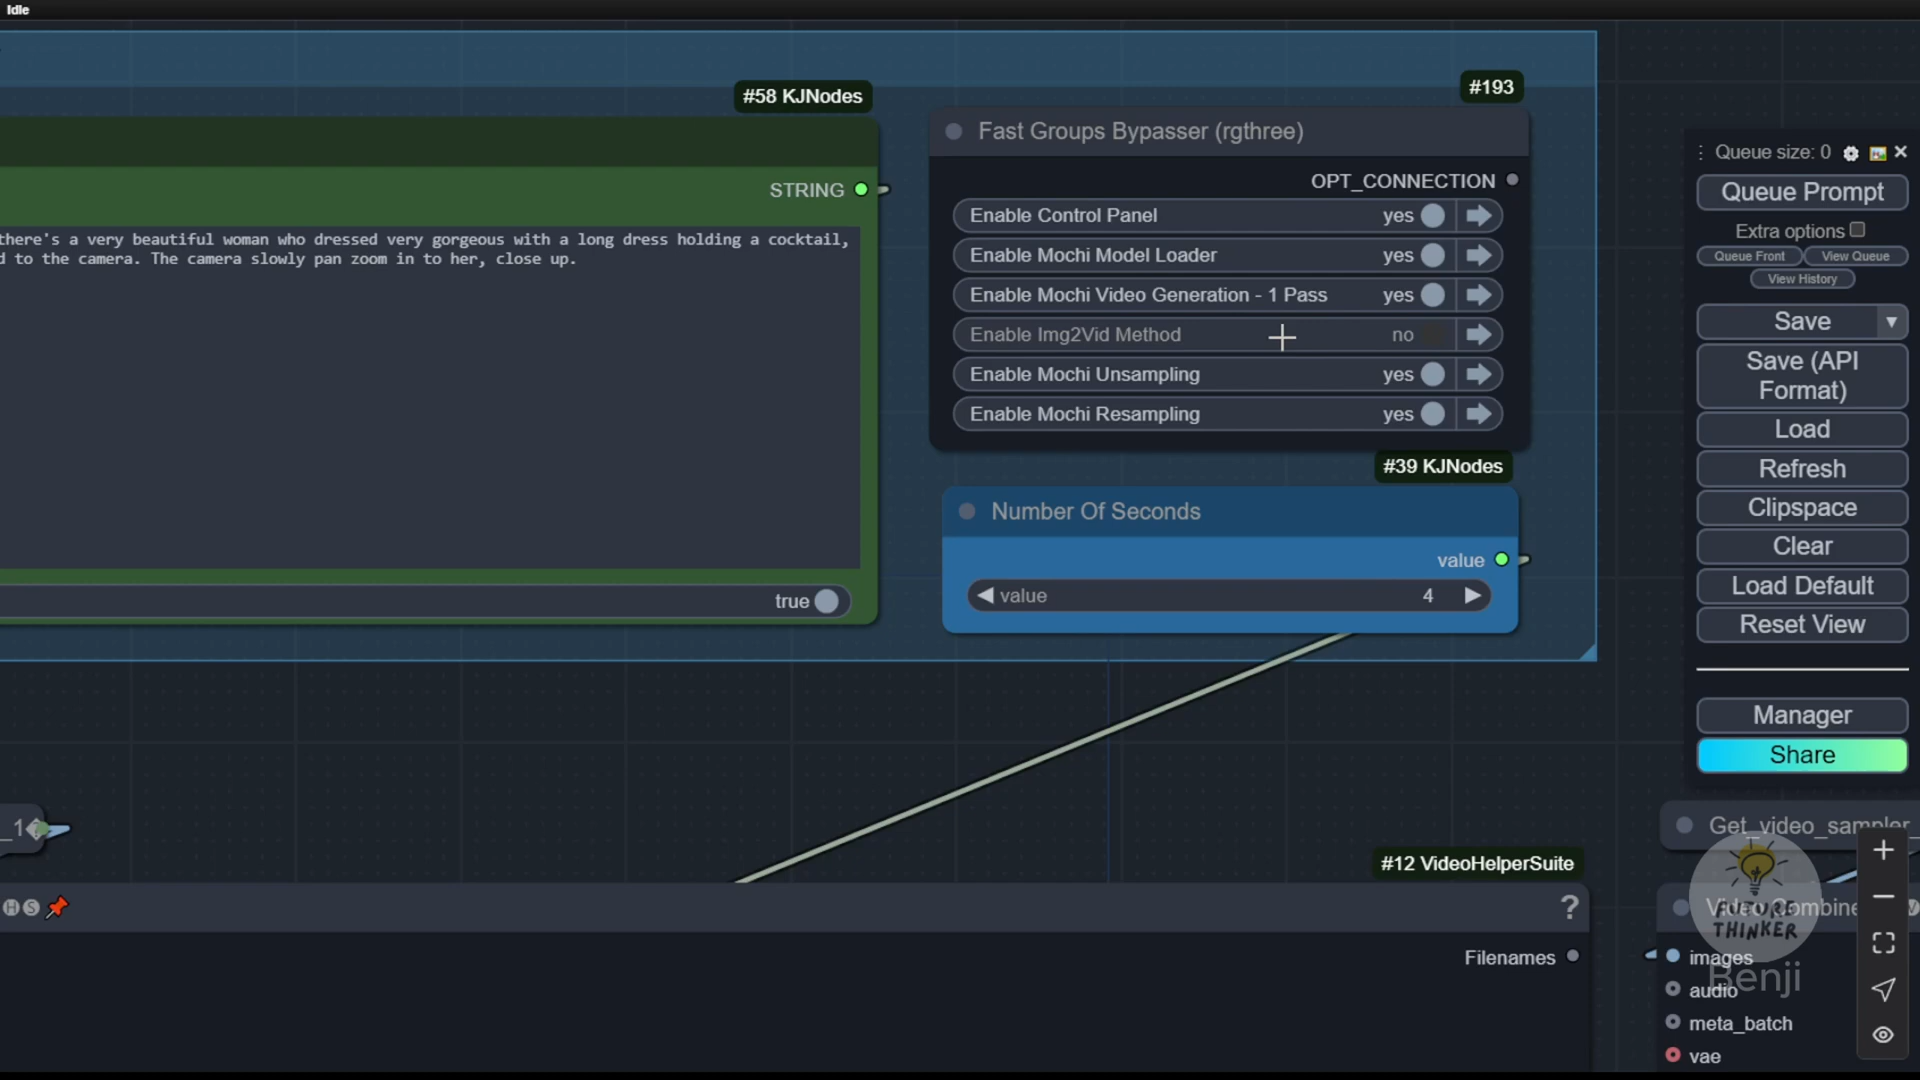 Idle
#58 KJNodes
#193
Fast Groups Bypasser (rgthree)
OPT_CONNECTION
STRING
Enable Control Panel yes
Enable Mochi Model Loader yes
Enable Mochi Video Generation - 1 Pass yes
Enable Img2Vid Method no
Enable Mochi Unsampling yes
Enable Mochi Resampling yes
there's a very beautiful woman who dressed very gorgeous with a long dress holding a cocktail,
d to the camera. The camera slowly pan zoom in to her, close up.
true
#39 KJNodes
Number Of Seconds
value
value 4
Queue size: 0
Queue Prompt
Extra options
Queue Front View Queue
View History
Save
Save (API
Format)
Load
Refresh
Clipspace
Clear
Load Default
Reset View
Manager
Share
_1
Get_video_sampler_
#12 VideoHelperSuite
H S
?
Video Combine
Filenames
images
audio
meta_batch
vae
FUTURE
THINKER
Benji